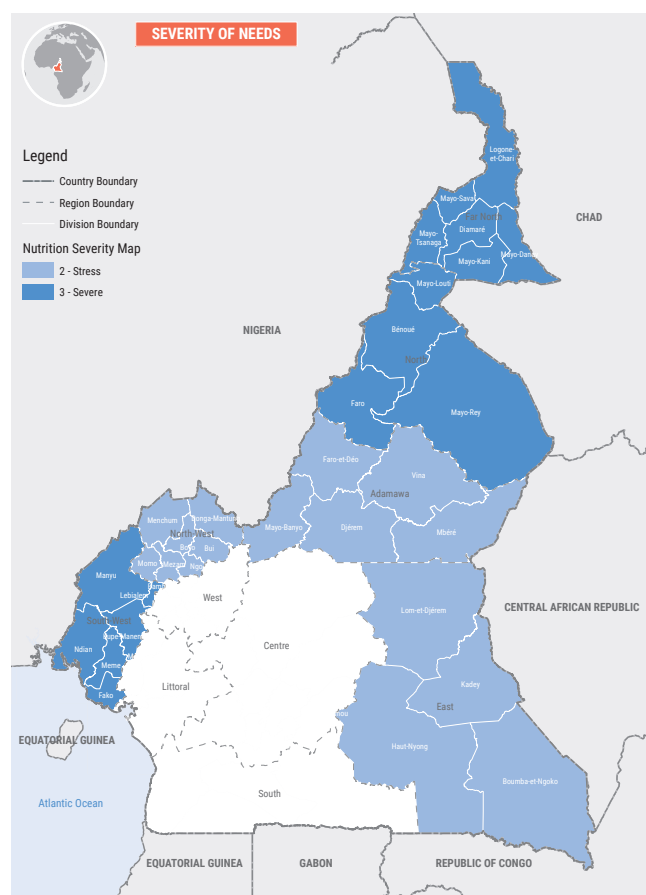 SEVERITY OF NEEDS
Legend
Country Boundary
Region Boundary
Division Boundary
Nutrition Severity Map
2 - Stress
3 - Severe
Logone-
et-Chari
Mayo-Sava
Far North
Diamaré
Mayo-
Tsanaga
Mayo-Kani
Mayo-Danay
Mayo-Louti
CHAD
NIGERIA
Bénoué
North
Faro
Mayo-Rey
Faro-et-Déo
Vina
Adamawa
Mayo-Banyo
Djérem
Mbéré
Menchum
Donga-Mantung
North-West
Boyo
Bui
Momo
Mezam
Manyu
Lebialem
West
South-West
Ndian
Meme
Fako
Centre
Littoral
Lom-et-Djérem
Kadey
East
Haut-Nyong
Boumba-et-Ngoko
CENTRAL AFRICAN REPUBLIC
EQUATORIAL GUINEA
Atlantic Ocean
South
EQUATORIAL GUINEA
GABON
REPUBLIC OF CONGO